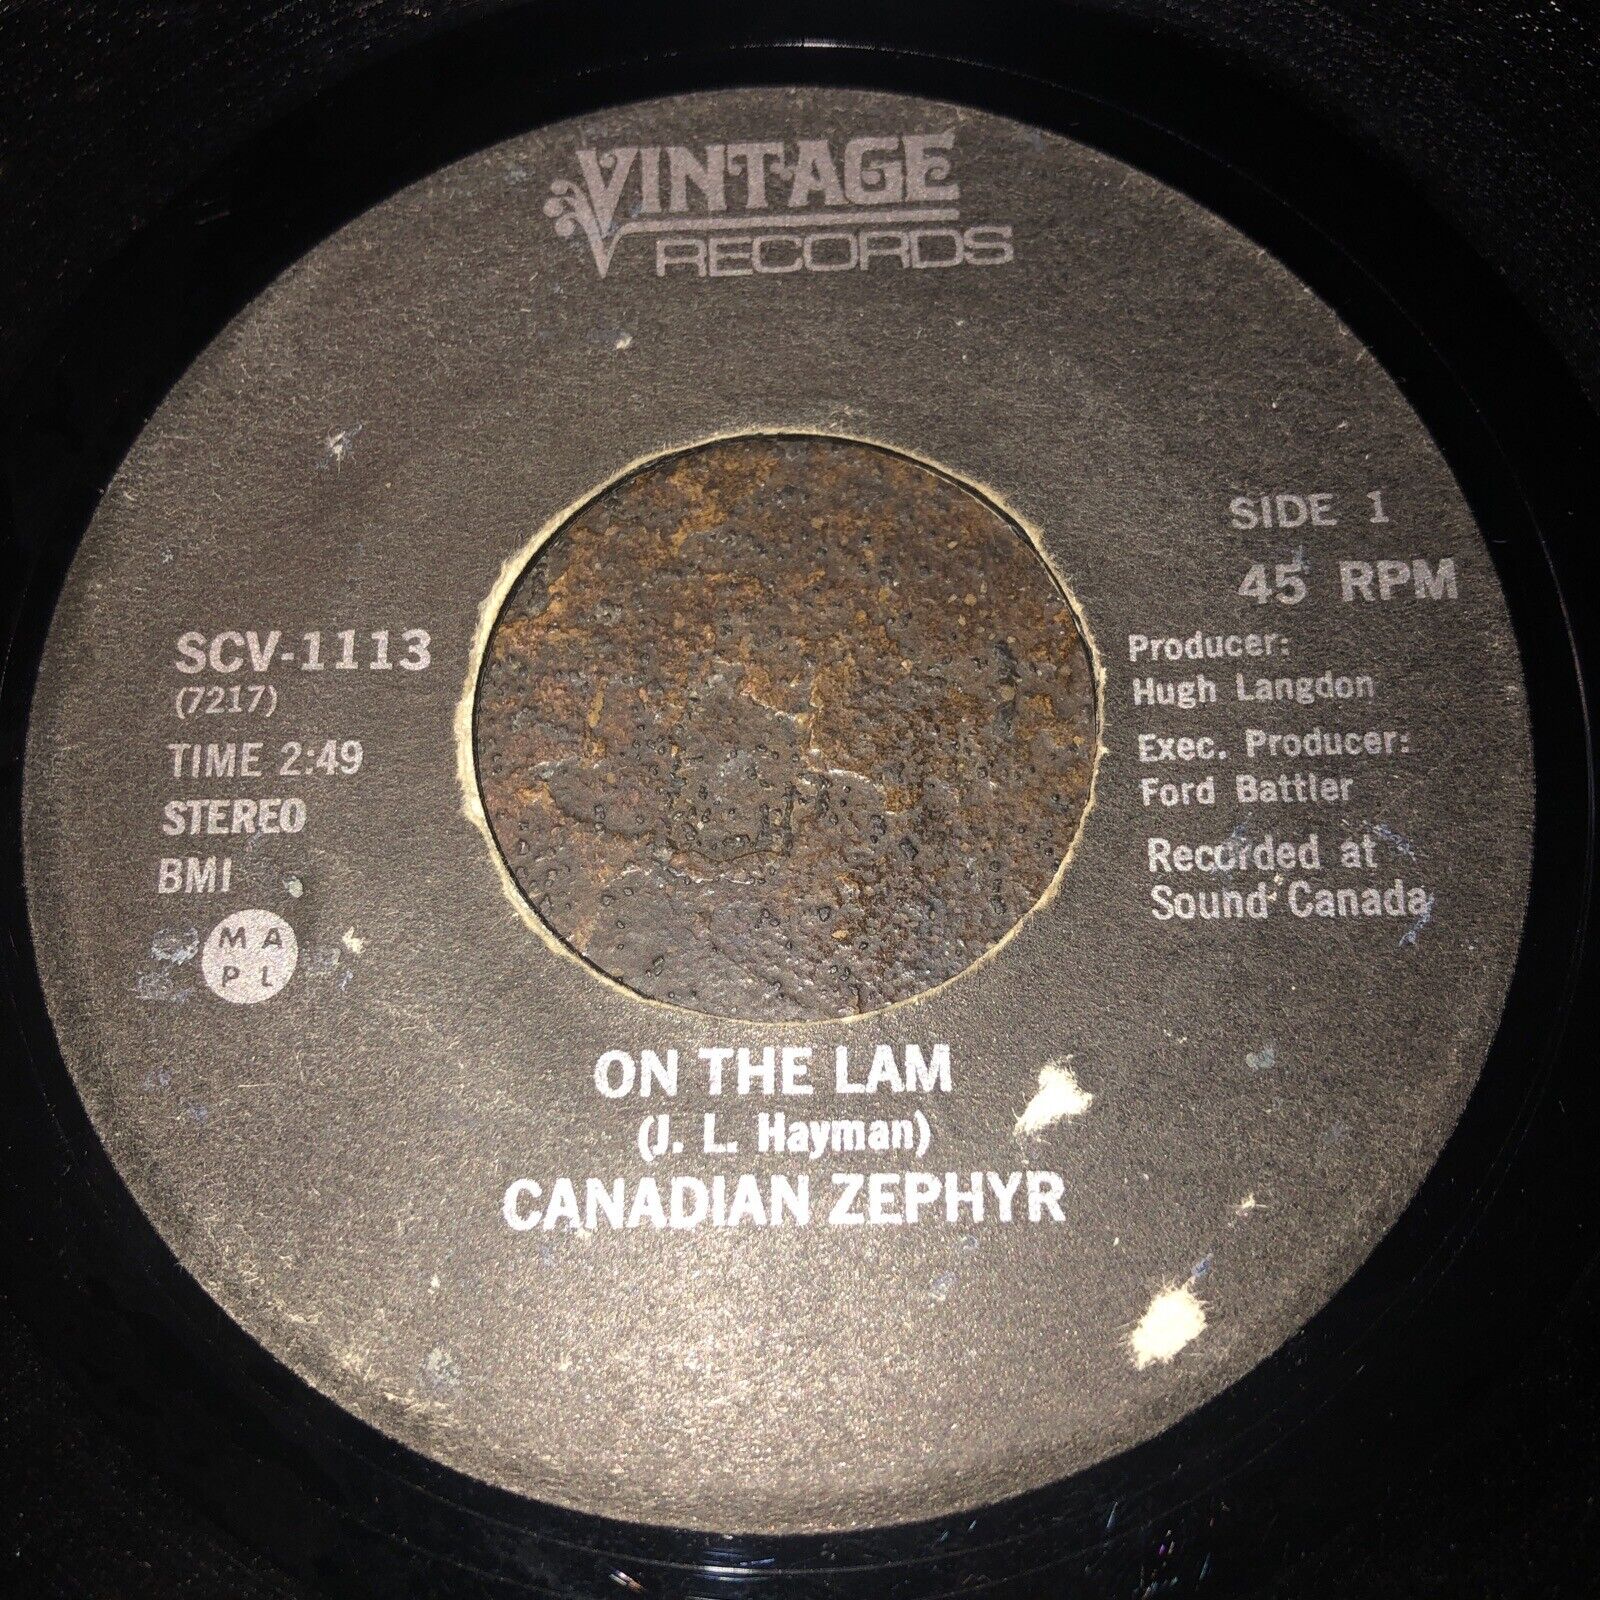 VINTAGE
RECORDS
SIDE 1
45 RPM
SCV-1113
(7217)
TIME 2:49
STEREO
BMI
M A
P L
Producer:
Hugh Langdon
Exec. Producer:
Ford Battler
Recorded at
Sound Canada
ON THE LAM
(J. L. Hayman)
CANADIAN ZEPHYR